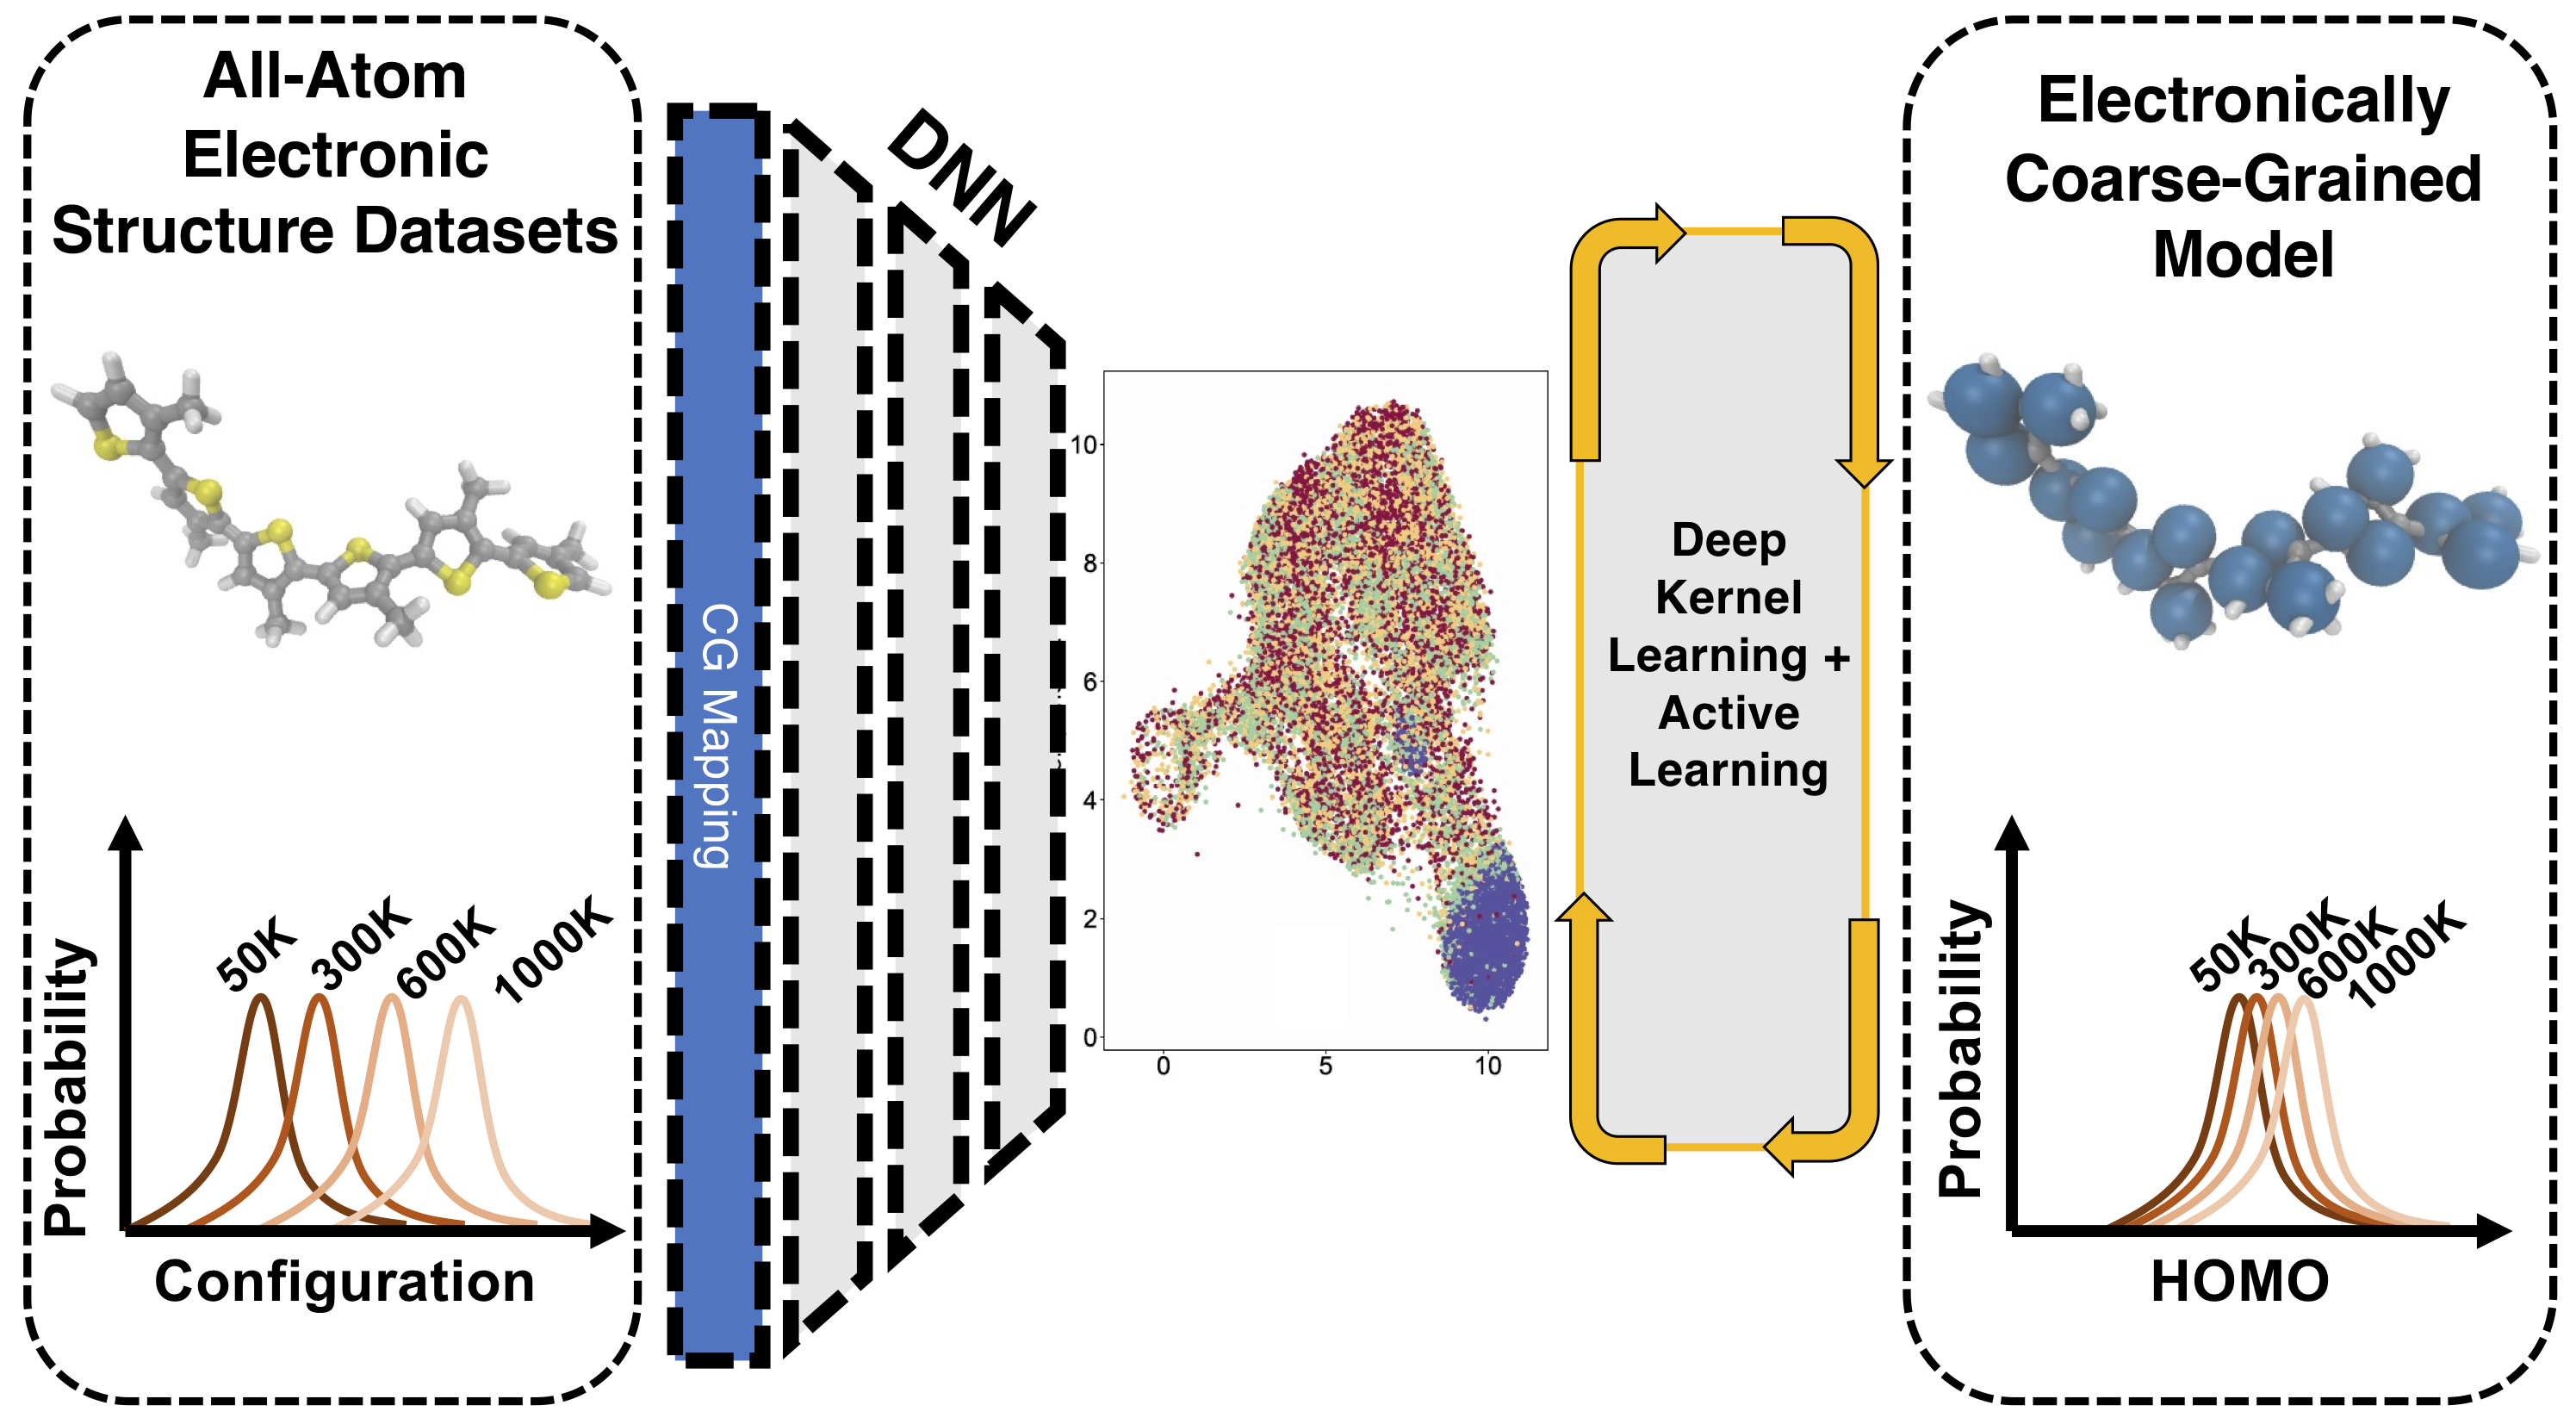 All-Atom
Electronic
Structure Datasets
Probability
50K
300K
600K
1000K
Configuration
CG Mapping
DNN
10
8
6
4
2
0
0
5
10
Deep
Kernel
Learning +
Active
Learning
Electronically
Coarse-Grained
Model
Probability
50K
300K
600K
1000K
HOMO